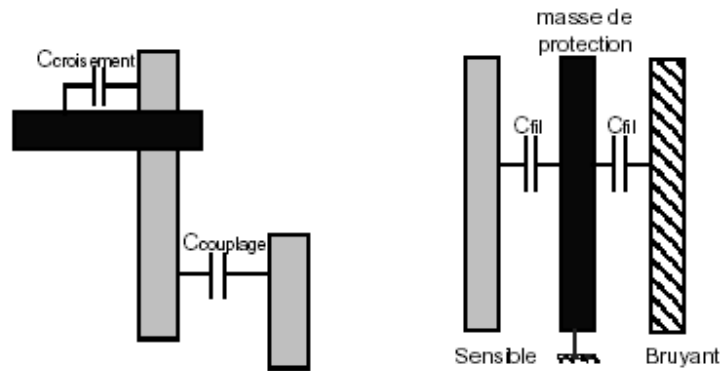 Ccroisement
Ccouplage
masse de
protection
Cfil
Cfil
Sensible
Bruyant